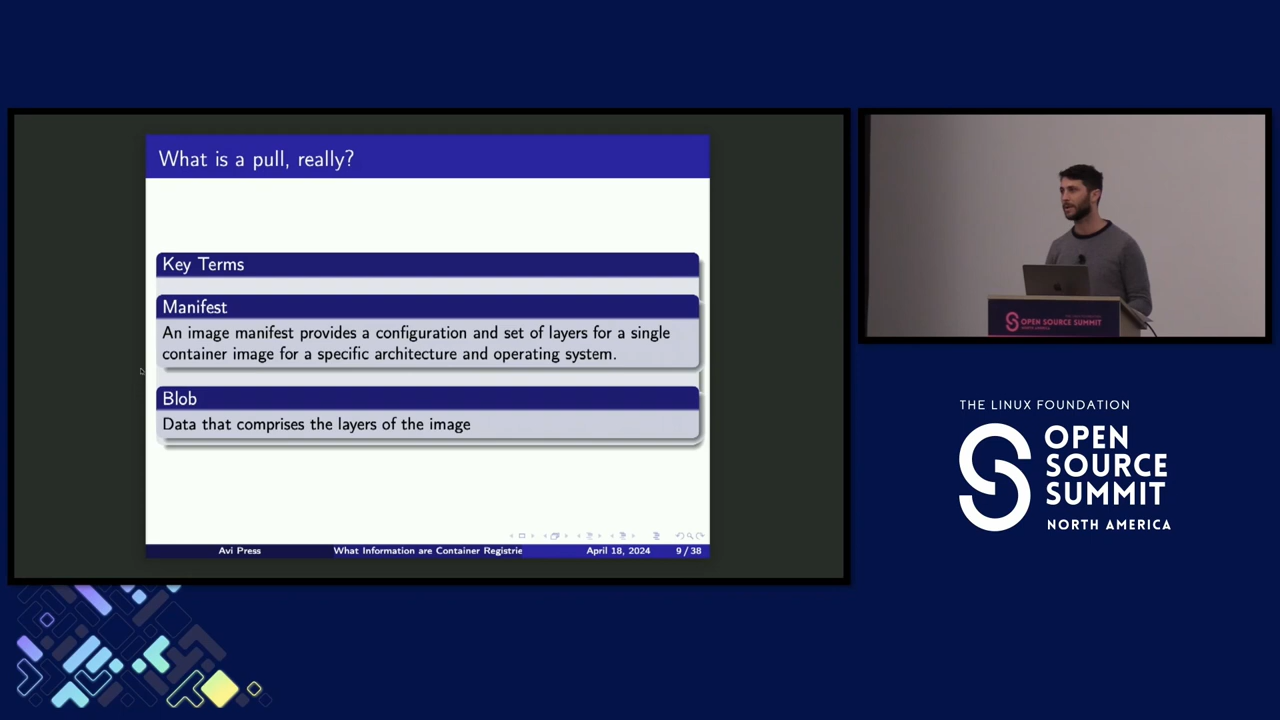 What is a pull, really?
Key Terms
Manifest
An image manifest provides a configuration and set of layers for a single
container image for a specific architecture and operating system.
Blob
Data that comprises the layers of the image
Avi Press
What Information are Container Registrie
April 18, 2024
9 / 38
OPEN SOURCE SUMMIT
THE LINUX FOUNDATION
OPEN
SOURCE
SUMMIT
NORTH AMERICA